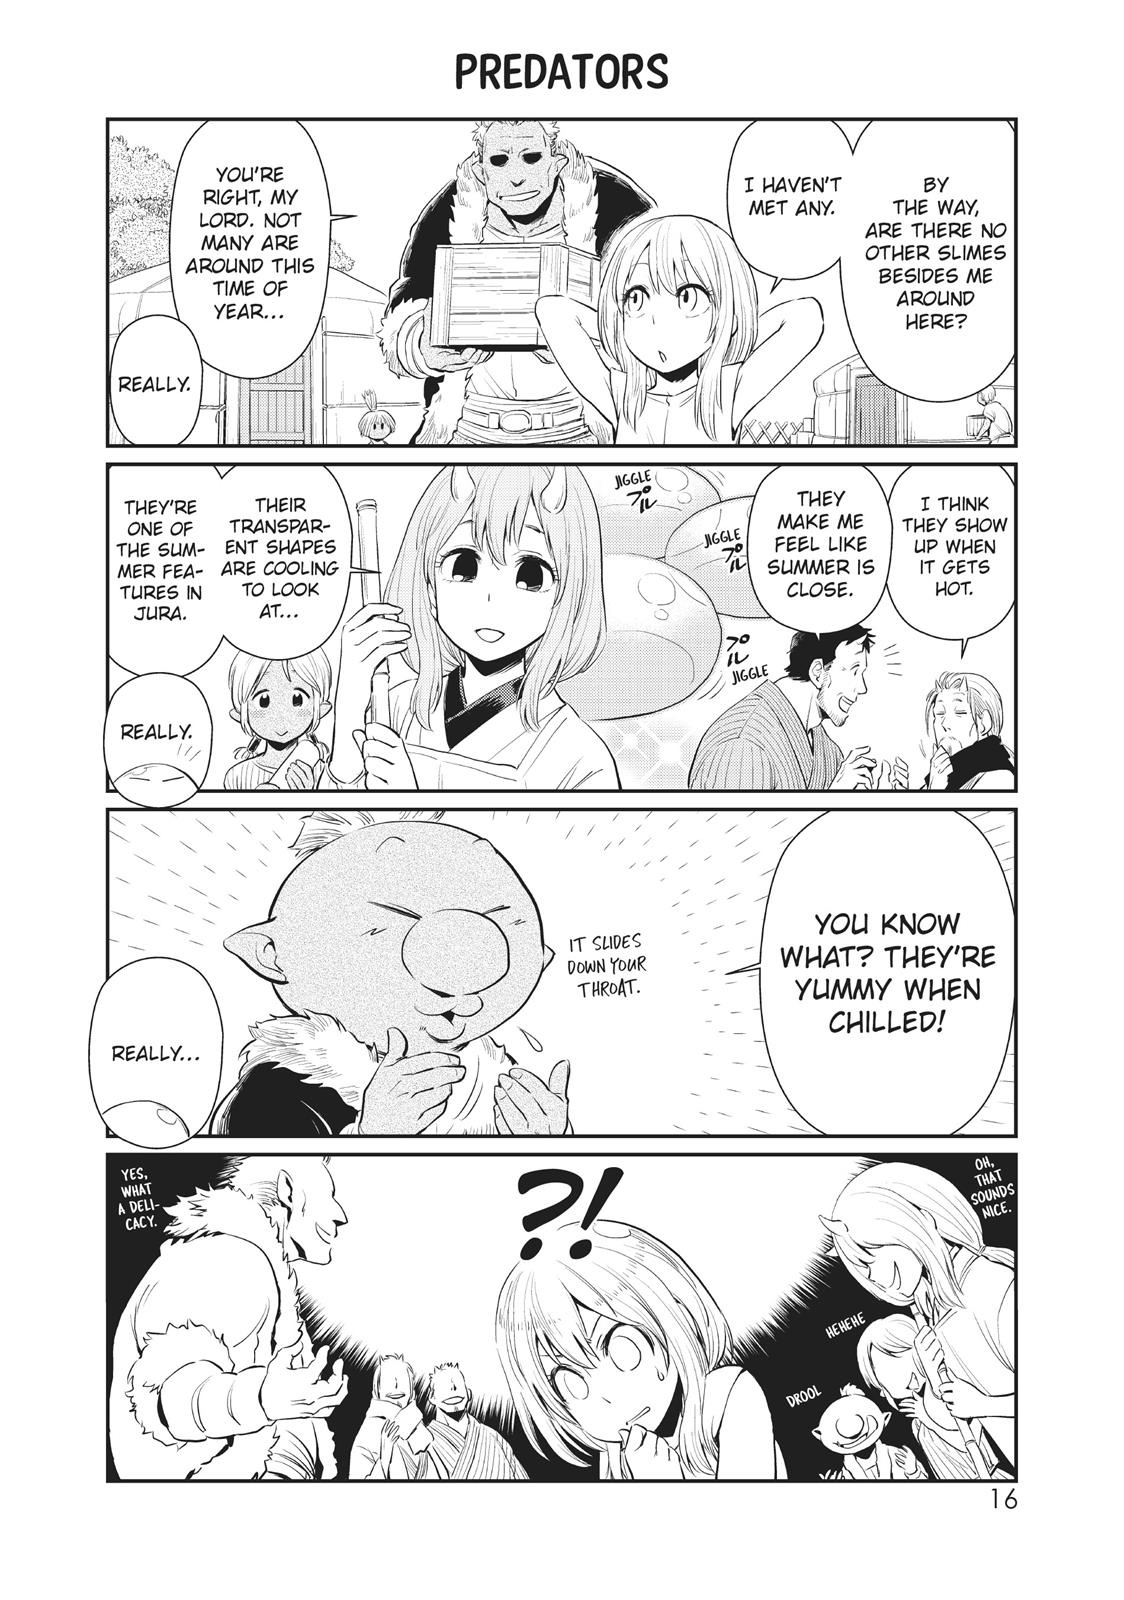 PREDATORS
BY
THE WAY,
ARE THERE NO
OTHER SLIMES
BESIDES ME
AROUND
HERE?
I HAVEN'T
MET ANY.
YOU'RE
RIGHT, MY
LORD. NOT
MANY ARE
AROUND THIS
TIME OF
YEAR...
REALLY.
I THINK
THEY SHOW
UP WHEN
IT GETS
HOT.
THEY
MAKE ME
FEEL LIKE
SUMMER IS
CLOSE.
JIGGLE
プル
JIGGLE
プル
プル
JIGGLE
THEIR
TRANSPAR-
ENT SHAPES
ARE COOLING
TO LOOK
AT...
THEY'RE
ONE OF
THE SUM-
MER FEA-
TURES IN
JURA.
REALLY.
YOU KNOW
WHAT? THEY'RE
YUMMY WHEN
CHILLED!
IT SLIDES
DOWN YOUR
THROAT.
REALLY...
OH,
THAT
SOUNDS
NICE.
HEHEHE
DROOL
?!
YES,
WHAT
A DELI-
CACY.
16